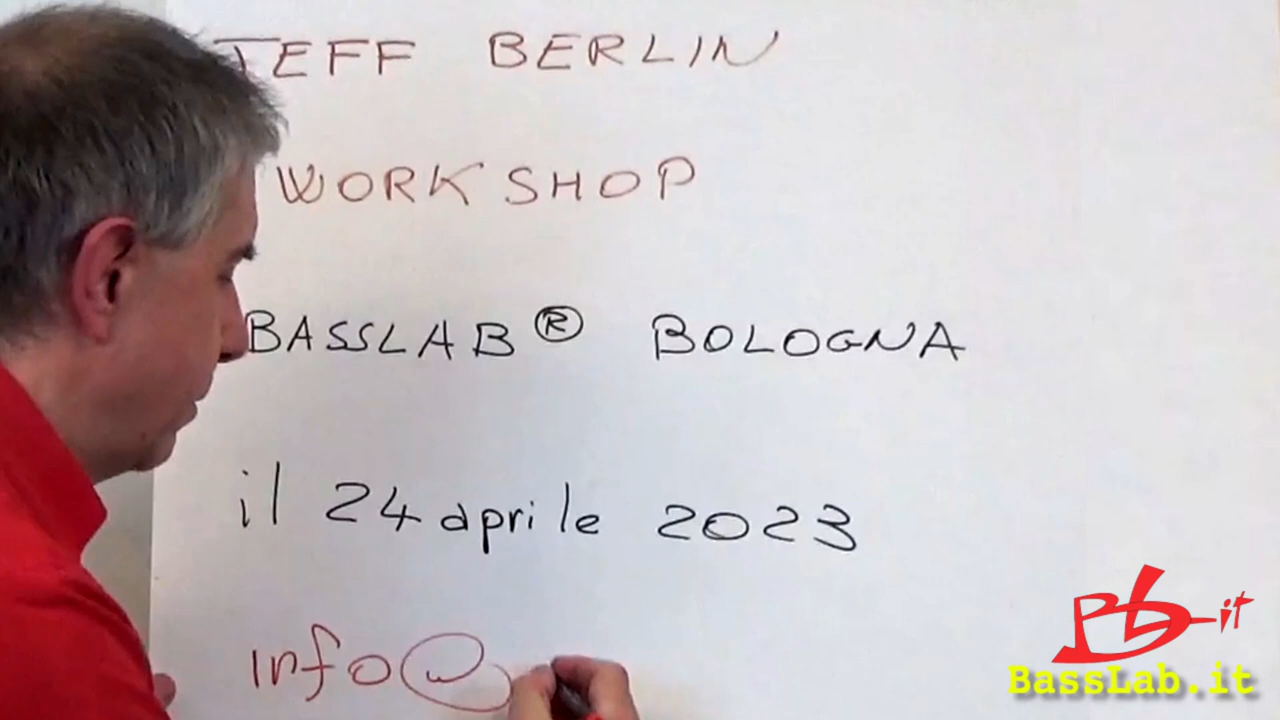 JEFF BERLIN
WORKSHOP
BASSLAB® BOLOGNA
il 24 aprile 2023
info@
BassLab.it